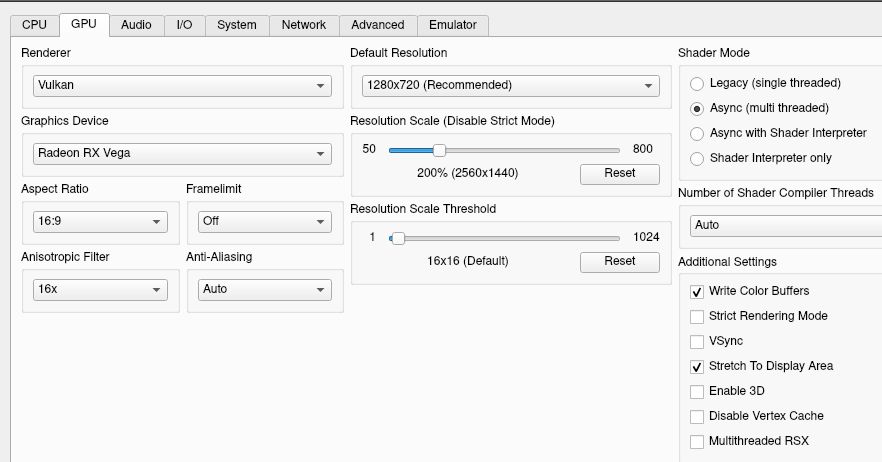 CPU GPU Audio I/O System Network Advanced Emulator
Renderer
Vulkan
Graphics Device
Radeon RX Vega
Aspect Ratio Framelimit
16:9 Off
Anisotropic Filter Anti-Aliasing
16x Auto
Default Resolution
1280x720 (Recommended)
Resolution Scale (Disable Strict Mode)
50 800
200% (2560x1440) Reset
Resolution Scale Threshold
1 1024
16x16 (Default) Reset
Shader Mode
Legacy (single threaded)
Async (multi threaded)
Async with Shader Interpreter
Shader Interpreter only
Number of Shader Compiler Threads
Auto
Additional Settings
Write Color Buffers
Strict Rendering Mode
VSync
Stretch To Display Area
Enable 3D
Disable Vertex Cache
Multithreaded RSX